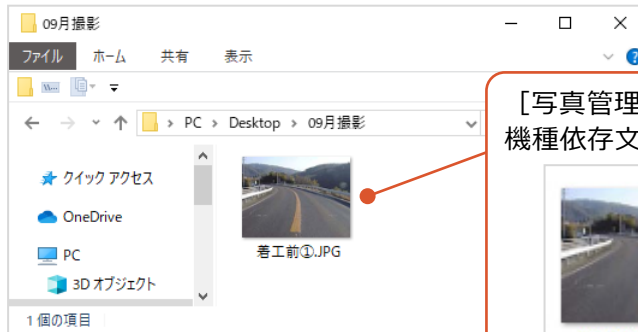 09月撮影
ファイル ホーム 共有 表示
PC > Desktop > 09月撮影
クイック アクセス
OneDrive
PC
3D オブジェクト
着工前①.JPG
1 個の項目
［写真管理
機種依存文